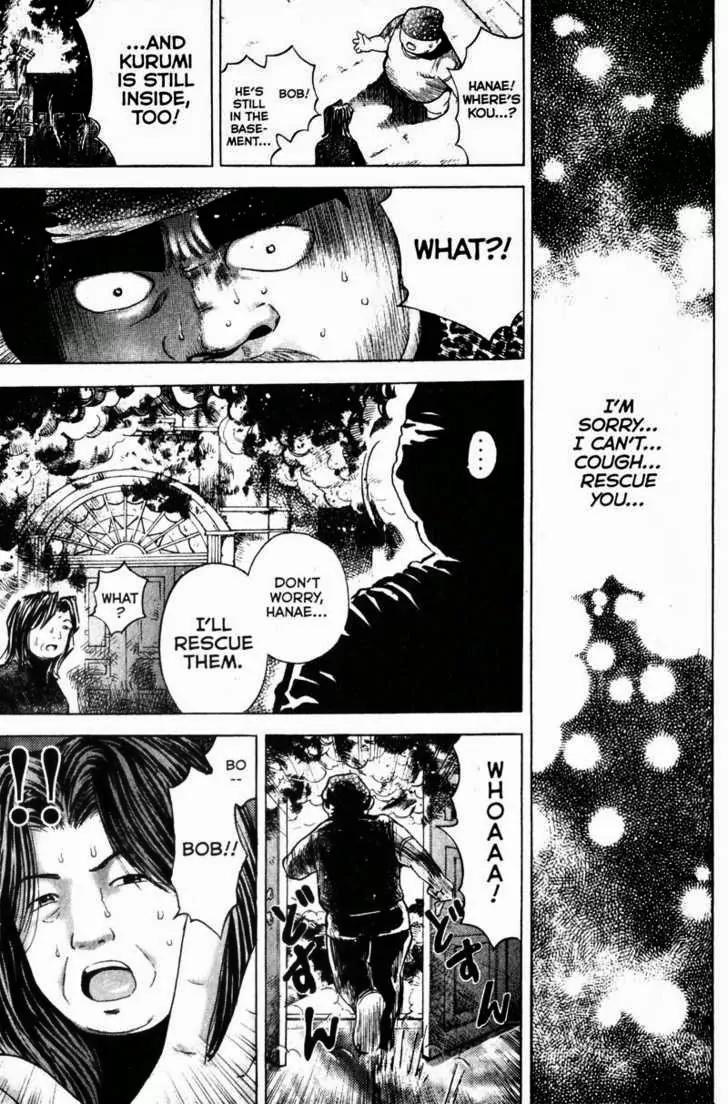 I'M
SORRY...
I CAN'T...
COUGH...
RESCUE
YOU...
HANAE!
WHERE'S
KOU...?
BOB!
HE'S
STILL
IN THE
BASE-
MENT...
...AND
KURUMI
IS STILL
INSIDE,
TOO!
WHAT?!
....
DON'T
WORRY,
HANAE...
I'LL
RESCUE
THEM.
WHAT
?
WHOAAA!
どすん
どすん
BO
--
BOB!!
!!